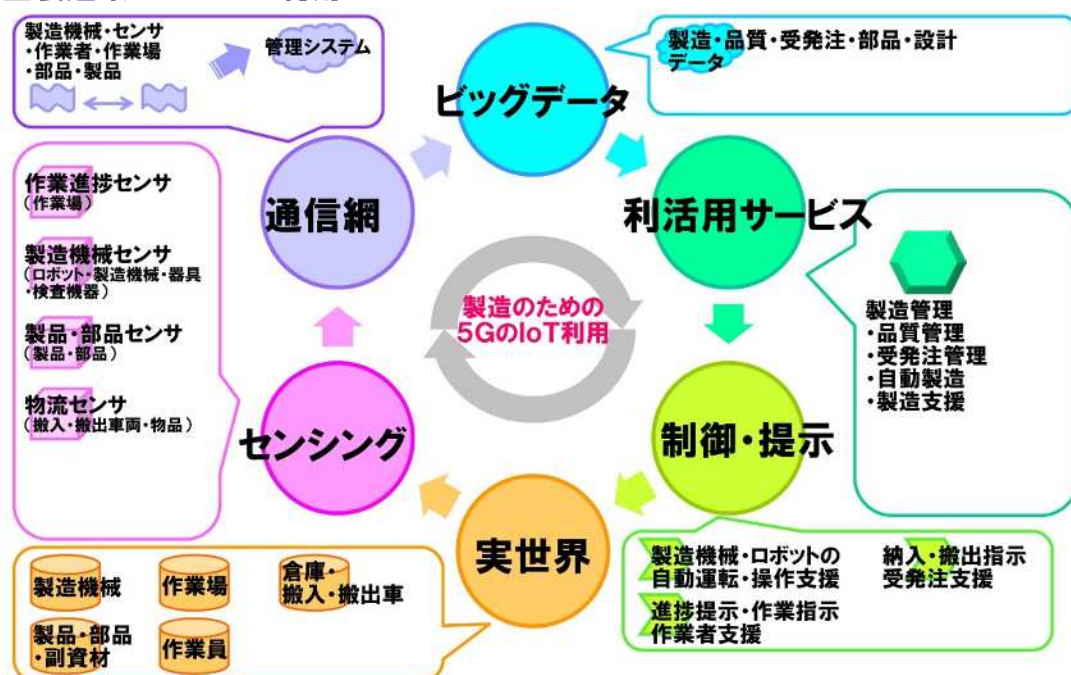 製造機械・センサ
・作業者・作業場
・部品・製品
管理システム
ビッグデータ
製造・品質・受発注・部品・設計
データ
通信網
利活用サービス
作業進捗センサ
（作業場）
製造機械センサ
（ロボット・製造機械・器具
・検査機器）
製品・部品センサ
（製品・部品）
物流センサ
（搬入・搬出車両・物品）
製造のための
5GのIoT利用
製造管理
・品質管理
・受発注管理
・自動製造
・製造支援
センシング
制御・提示
実世界
製造機械
作業場
倉庫・
搬入・搬出車
製品・部品
・副資材
作業員
製造機械・ロボットの
自動運転・操作支援
納入・搬出指示
受発注支援
進捗提示・作業指示
作業者支援